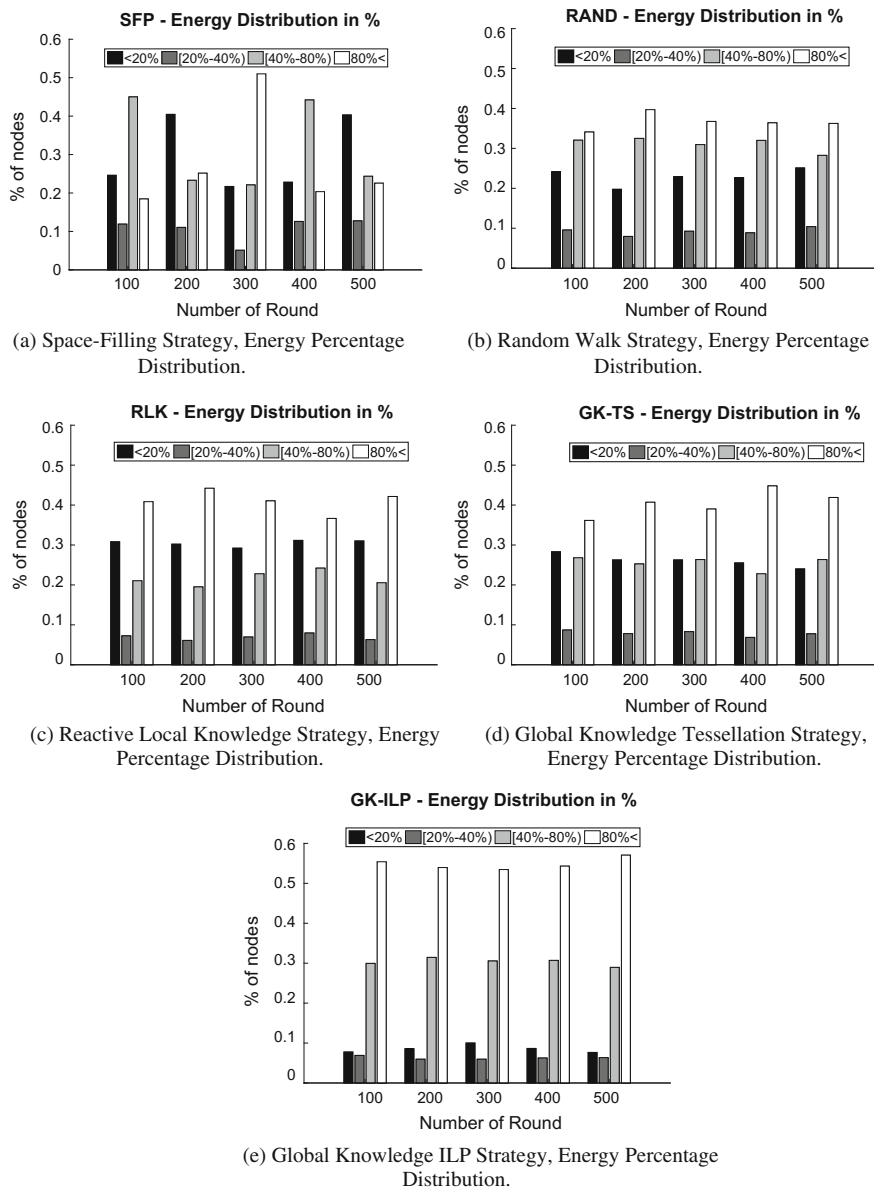 SFP - Energy Distribution in %
<20% [20%-40%) [40%-80%) 80%<
% of nodes
0.6
0.5
0.4
0.3
0.2
0.1
0
100 200 300 400 500
Number of Round
(a) Space-Filling Strategy, Energy Percentage
Distribution.
RAND - Energy Distribution in %
<20% [20%-40%) [40%-80%) 80%<
% of nodes
0.6
0.5
0.4
0.3
0.2
0.1
0
100 200 300 400 500
Number of Round
(b) Random Walk Strategy, Energy Percentage
Distribution.
RLK - Energy Distribution in %
<20% [20%-40%) [40%-80%) 80%<
% of nodes
0.6
0.5
0.4
0.3
0.2
0.1
0
100 200 300 400 500
Number of Round
(c) Reactive Local Knowledge Strategy, Energy
Percentage Distribution.
GK-TS - Energy Distribution in %
<20% [20%-40%) [40%-80%) 80%<
% of nodes
0.6
0.5
0.4
0.3
0.2
0.1
0
100 200 300 400 500
Number of Round
(d) Global Knowledge Tessellation Strategy,
Energy Percentage Distribution.
GK-ILP - Energy Distribution in %
<20% [20%-40%) [40%-80%) 80%<
% of nodes
0.6
0.5
0.4
0.3
0.2
0.1
0
100 200 300 400 500
Number of Round
(e) Global Knowledge ILP Strategy, Energy Percentage
Distribution.